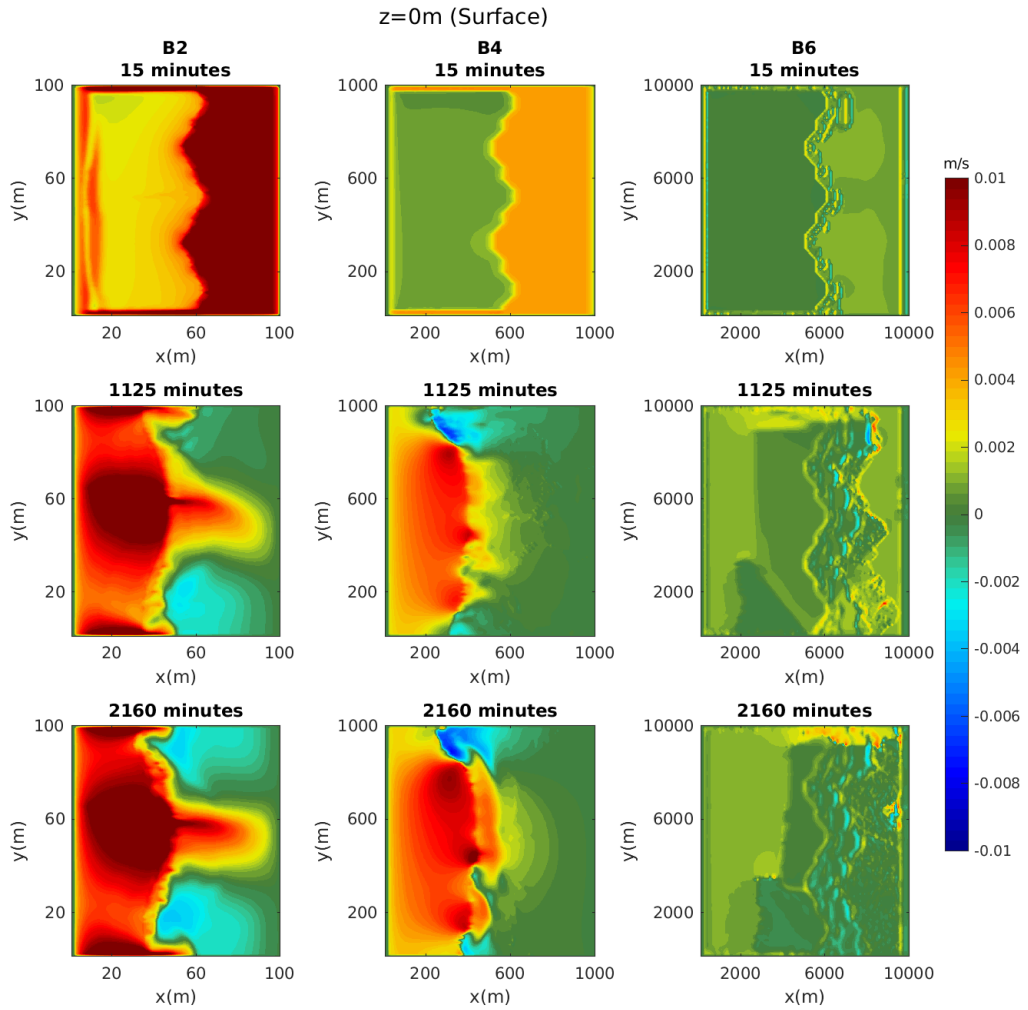 z=0m (Surface)
B2
15 minutes
B4
15 minutes
B6
15 minutes
100
60
20
y(m)
20
60
100
x(m)
1000
600
200
y(m)
200
600
1000
x(m)
10000
6000
2000
y(m)
2000
6000
10000
x(m)
m/s
0.01
0.008
0.006
0.004
0.002
0
-0.002
-0.004
-0.006
-0.008
-0.01
1125 minutes
100
60
20
y(m)
20
60
100
x(m)
1125 minutes
1000
600
200
y(m)
200
600
1000
x(m)
1125 minutes
10000
6000
2000
y(m)
2000
6000
10000
x(m)
2160 minutes
100
60
20
y(m)
20
60
100
x(m)
2160 minutes
1000
600
200
y(m)
200
600
1000
x(m)
2160 minutes
10000
6000
2000
y(m)
2000
6000
10000
x(m)